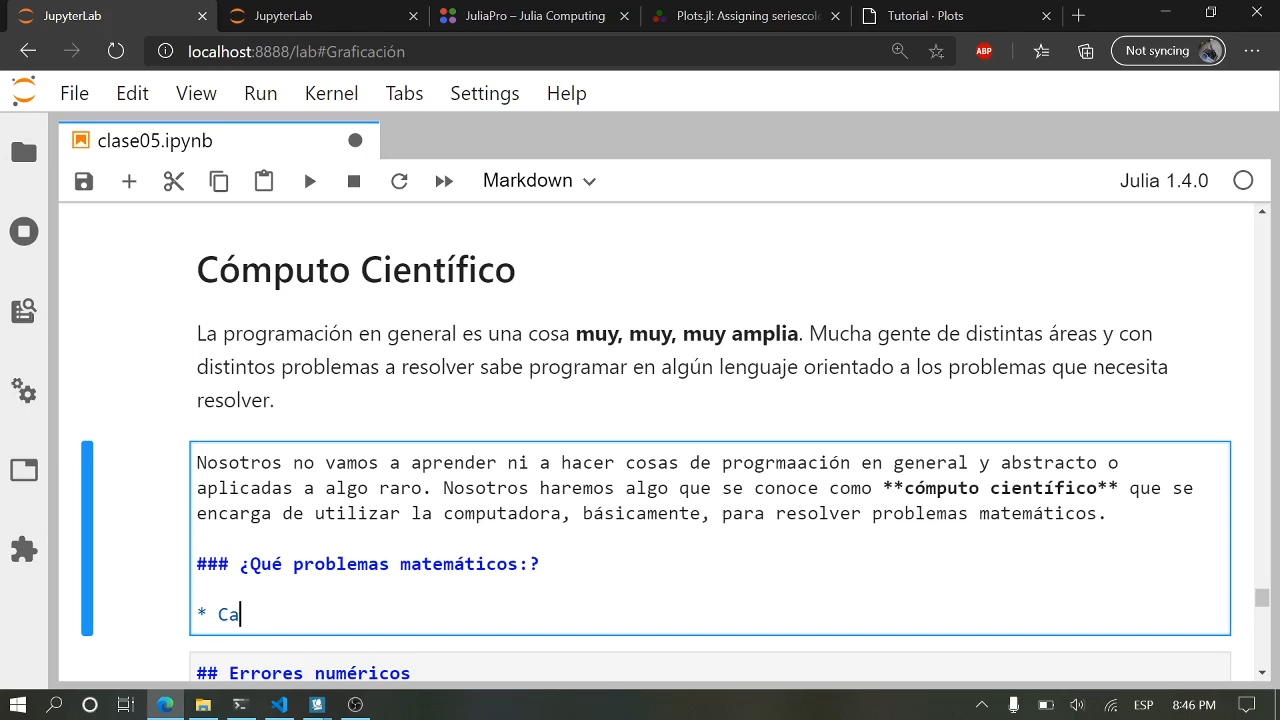 JupyterLab
JupyterLab
JuliaPro – Julia Computing
Plots.jl: Assigning seriescolo
Tutorial · Plots
localhost:8888/lab#Graficación
ABP
Not syncing
File Edit View Run Kernel Tabs Settings Help
clase05.ipynb
Markdown
Julia 1.4.0
Cómputo Científico
La programación en general es una cosa muy, muy, muy amplia. Mucha gente de distintas áreas y con
distintos problemas a resolver sabe programar en algún lenguaje orientado a los problemas que necesita
resolver.
Nosotros no vamos a aprender ni a hacer cosas de progrmaación en general y abstracto o
aplicadas a algo raro. Nosotros haremos algo que se conoce como **cómputo científico** que se
encarga de utilizar la computadora, básicamente, para resolver problemas matemáticos.
### ¿Qué problemas matemáticos:?
* Ca
## Errores numéricos
ESP
8:46 PM